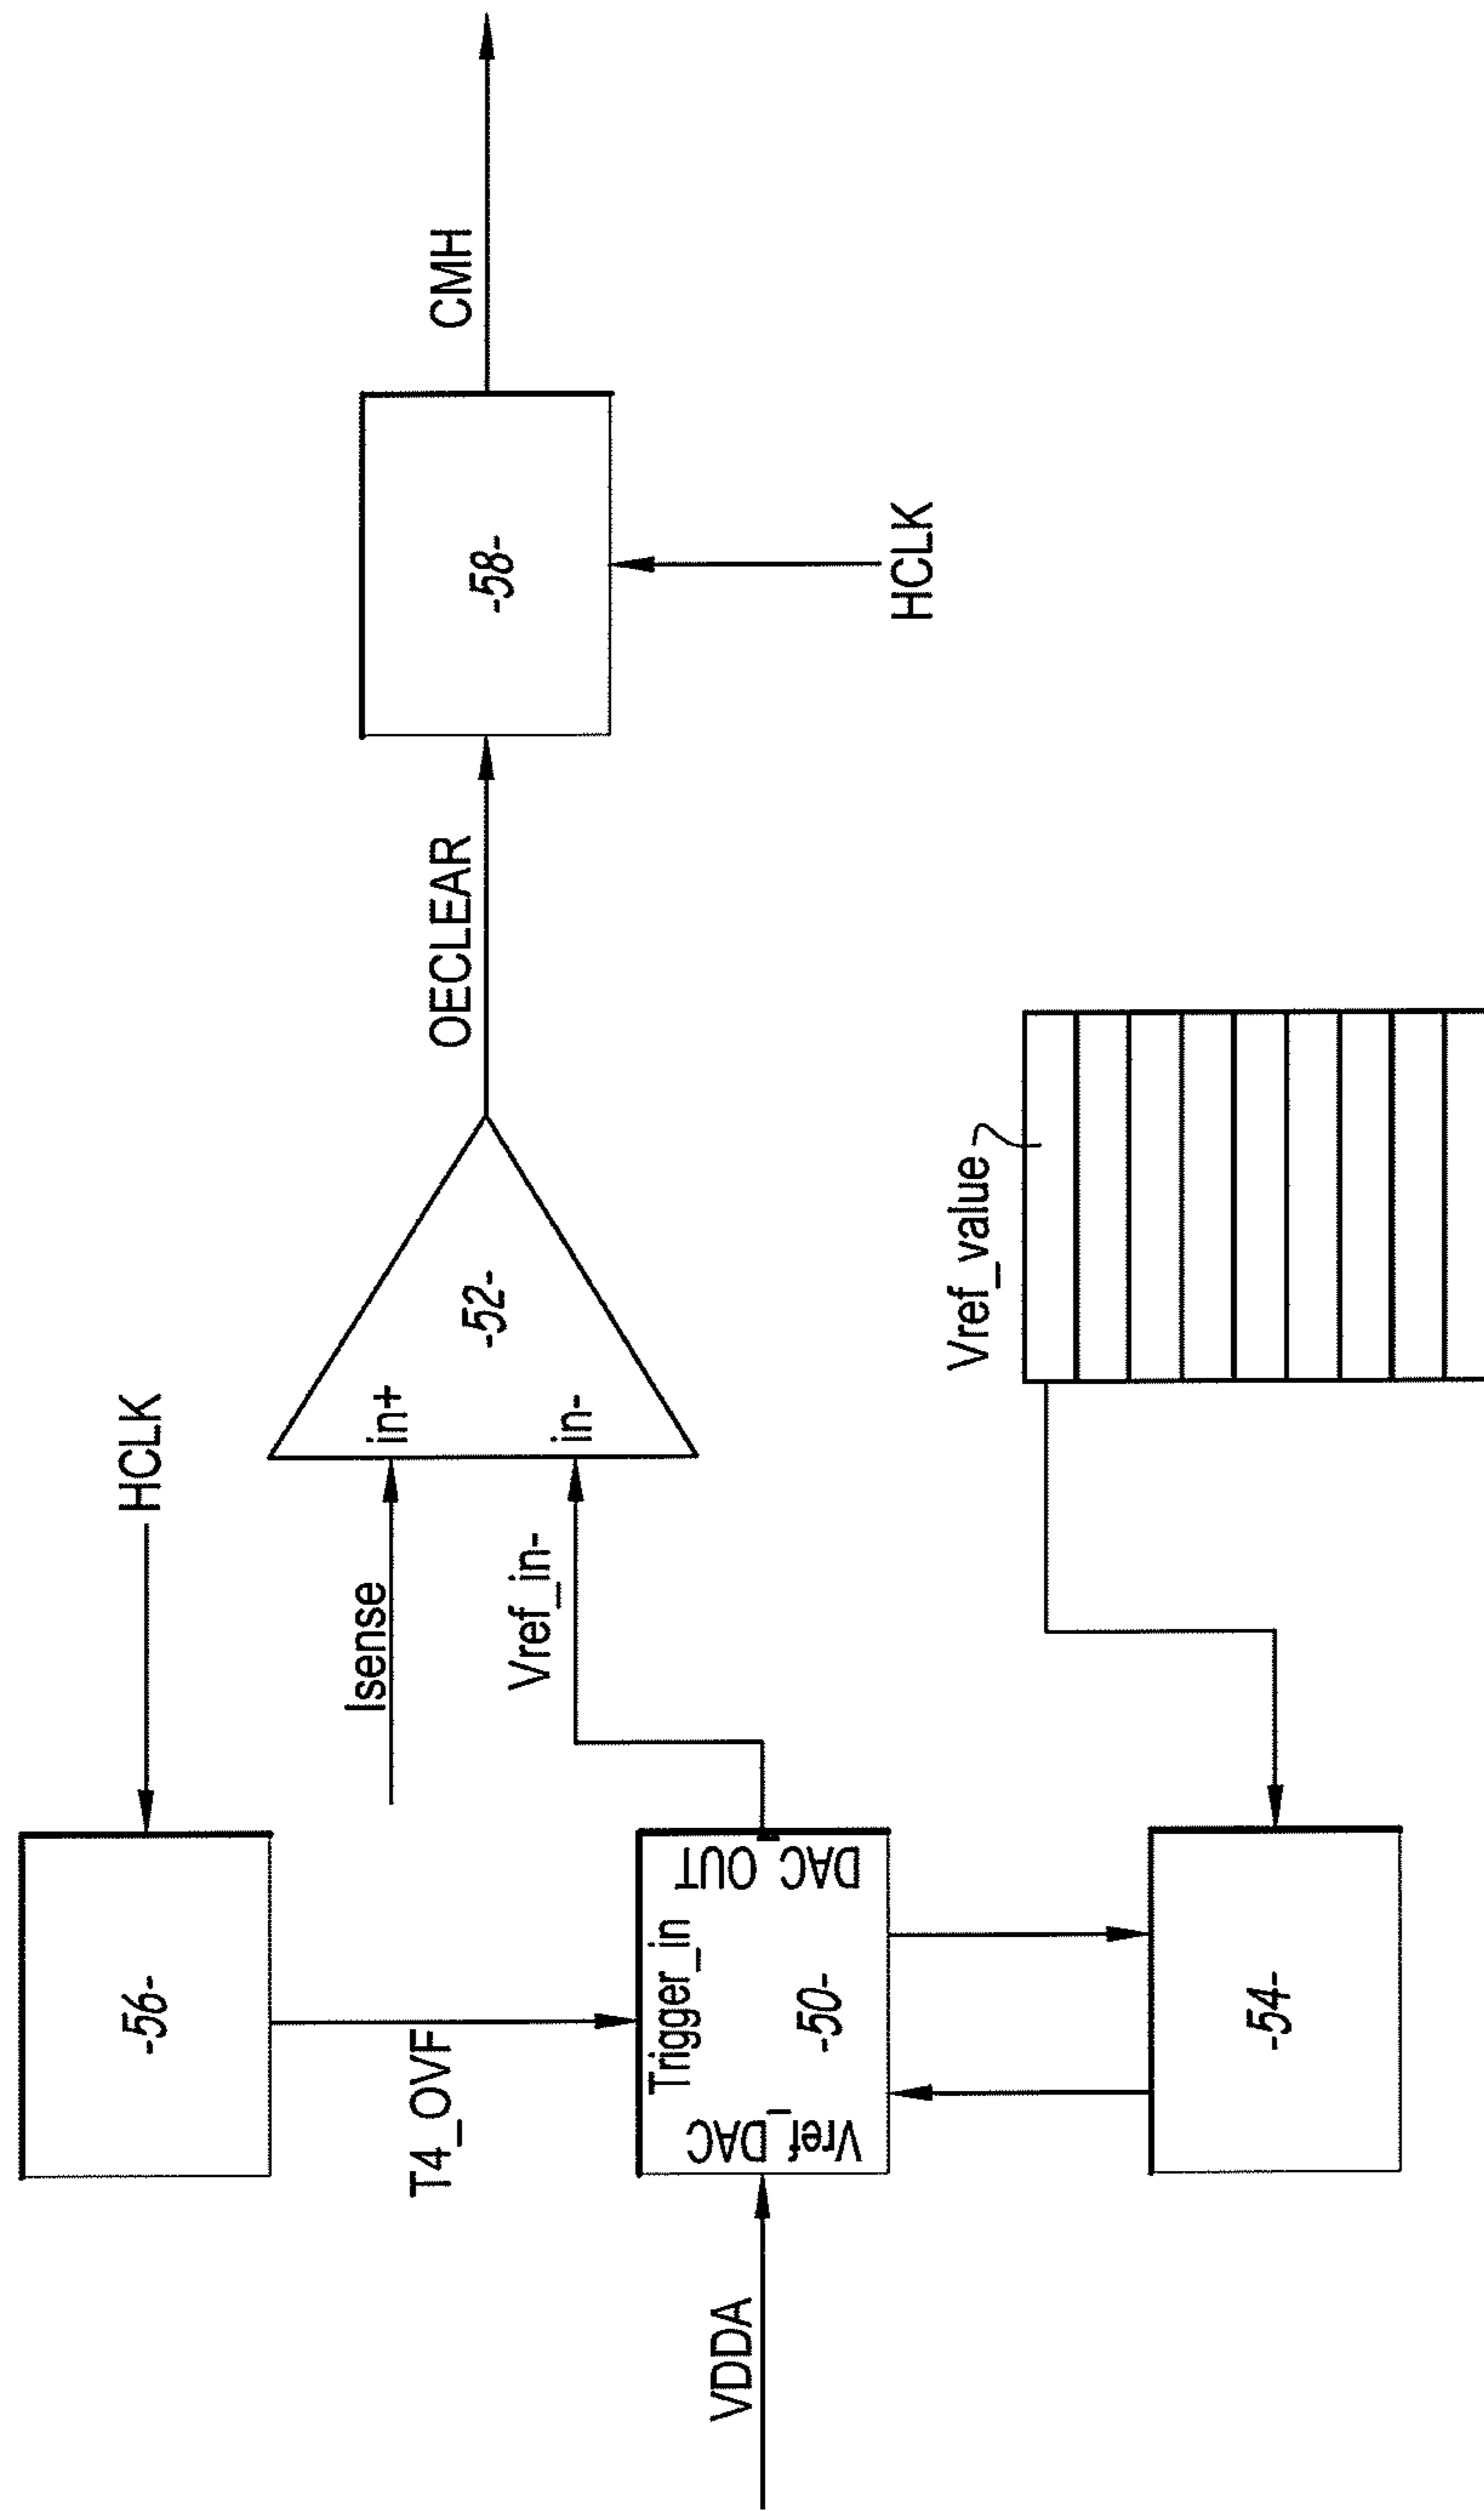 HCLK
-56-
T4_OVF
Isense
Vref_in-
in+
in-
-52-
OECLEAR
-58-
CMH
HCLK
VDDA
Vref_DAC
Trigger_in
-50-
DAC_OUT
-54-
Vref_value